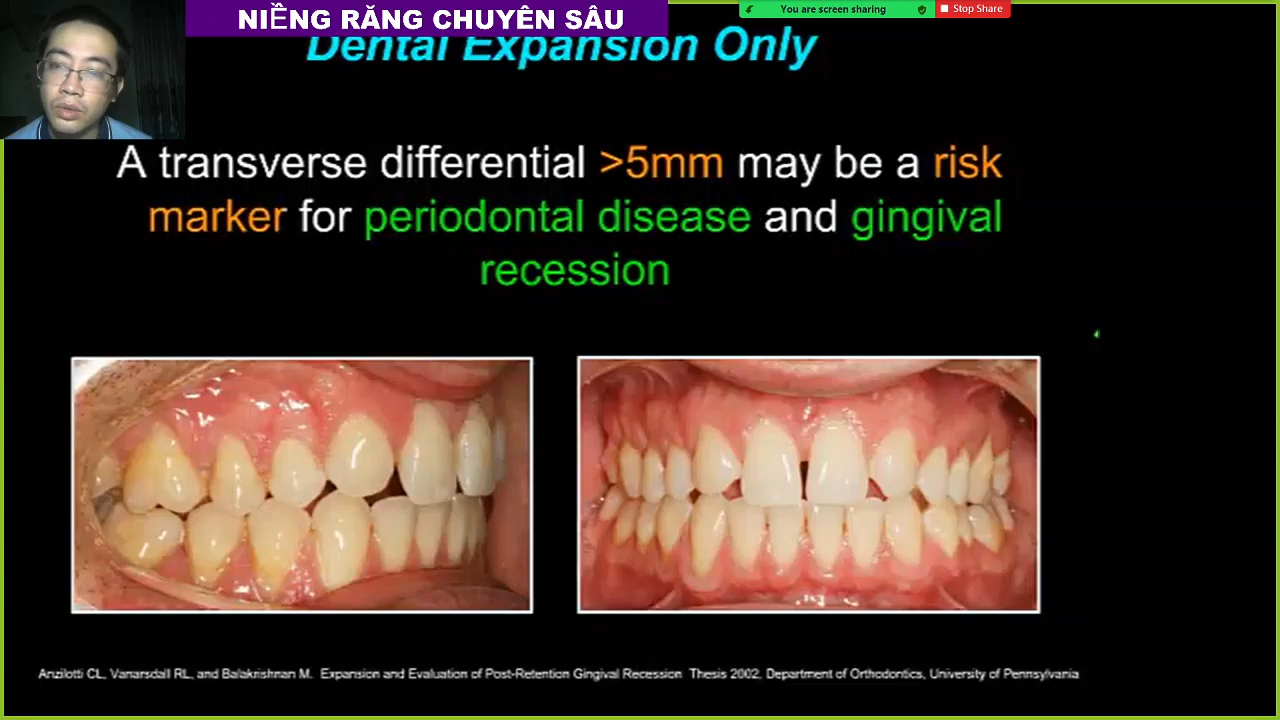 NIỀNG RĂNG CHUYÊN SÂU
You are screen sharing
Stop Share
Dental Expansion Only
A transverse differential >5mm may be a risk
marker for periodontal disease and gingival
recession
Anzilotti CL, Vanarsdall RL, and Balakrishnan M. Expansion and Evaluation of Post-Retention Gingival Recession Thesis 2002, Department of Orthodontics, University of Pennsylvania